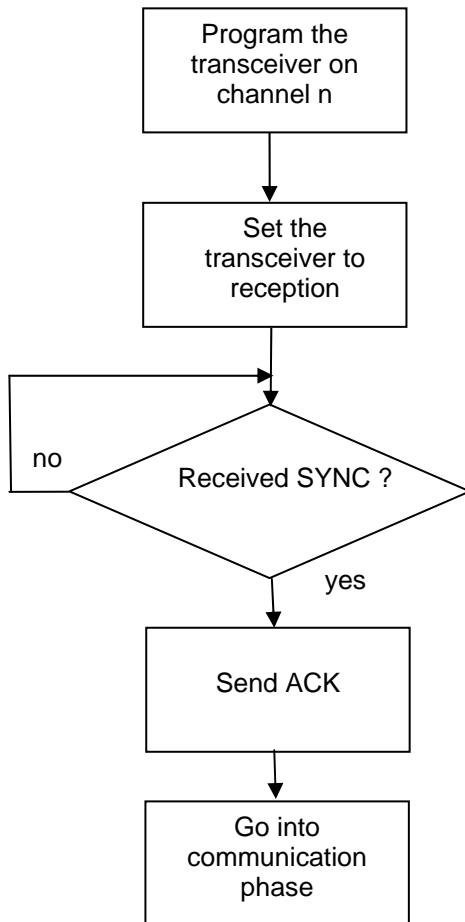 Program the
transceiver on
channel n
Set the
transceiver to
reception
no
Received SYNC ?
yes
Send ACK
Go into
communication
phase